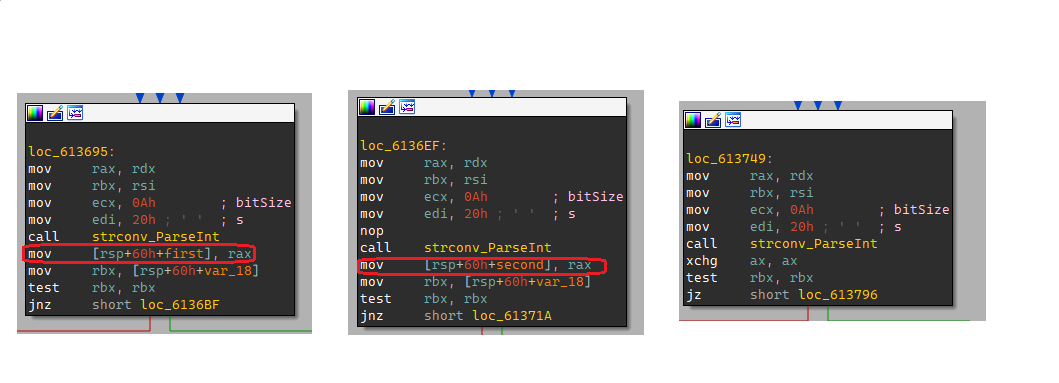 loc_613695:
mov rax, rdx
mov rbx, rsi
mov ecx, 0Ah ; bitSize
mov edi, 20h ; ' ' ; s
call strconv_ParseInt
mov [rsp+60h+first], rax
mov rbx, [rsp+60h+var_18]
test rbx, rbx
jnz short loc_6136BF
loc_6136EF:
mov rax, rdx
mov rbx, rsi
mov ecx, 0Ah ; bitSize
mov edi, 20h ; ' ' ; s
nop
call strconv_ParseInt
mov [rsp+60h+second], rax
mov rbx, [rsp+60h+var_18]
test rbx, rbx
jnz short loc_61371A
loc_613749:
mov rax, rdx
mov rbx, rsi
mov ecx, 0Ah ; bitSize
mov edi, 20h ; ' ' ; s
call strconv_ParseInt
xchg ax, ax
test rbx, rbx
jz short loc_613796